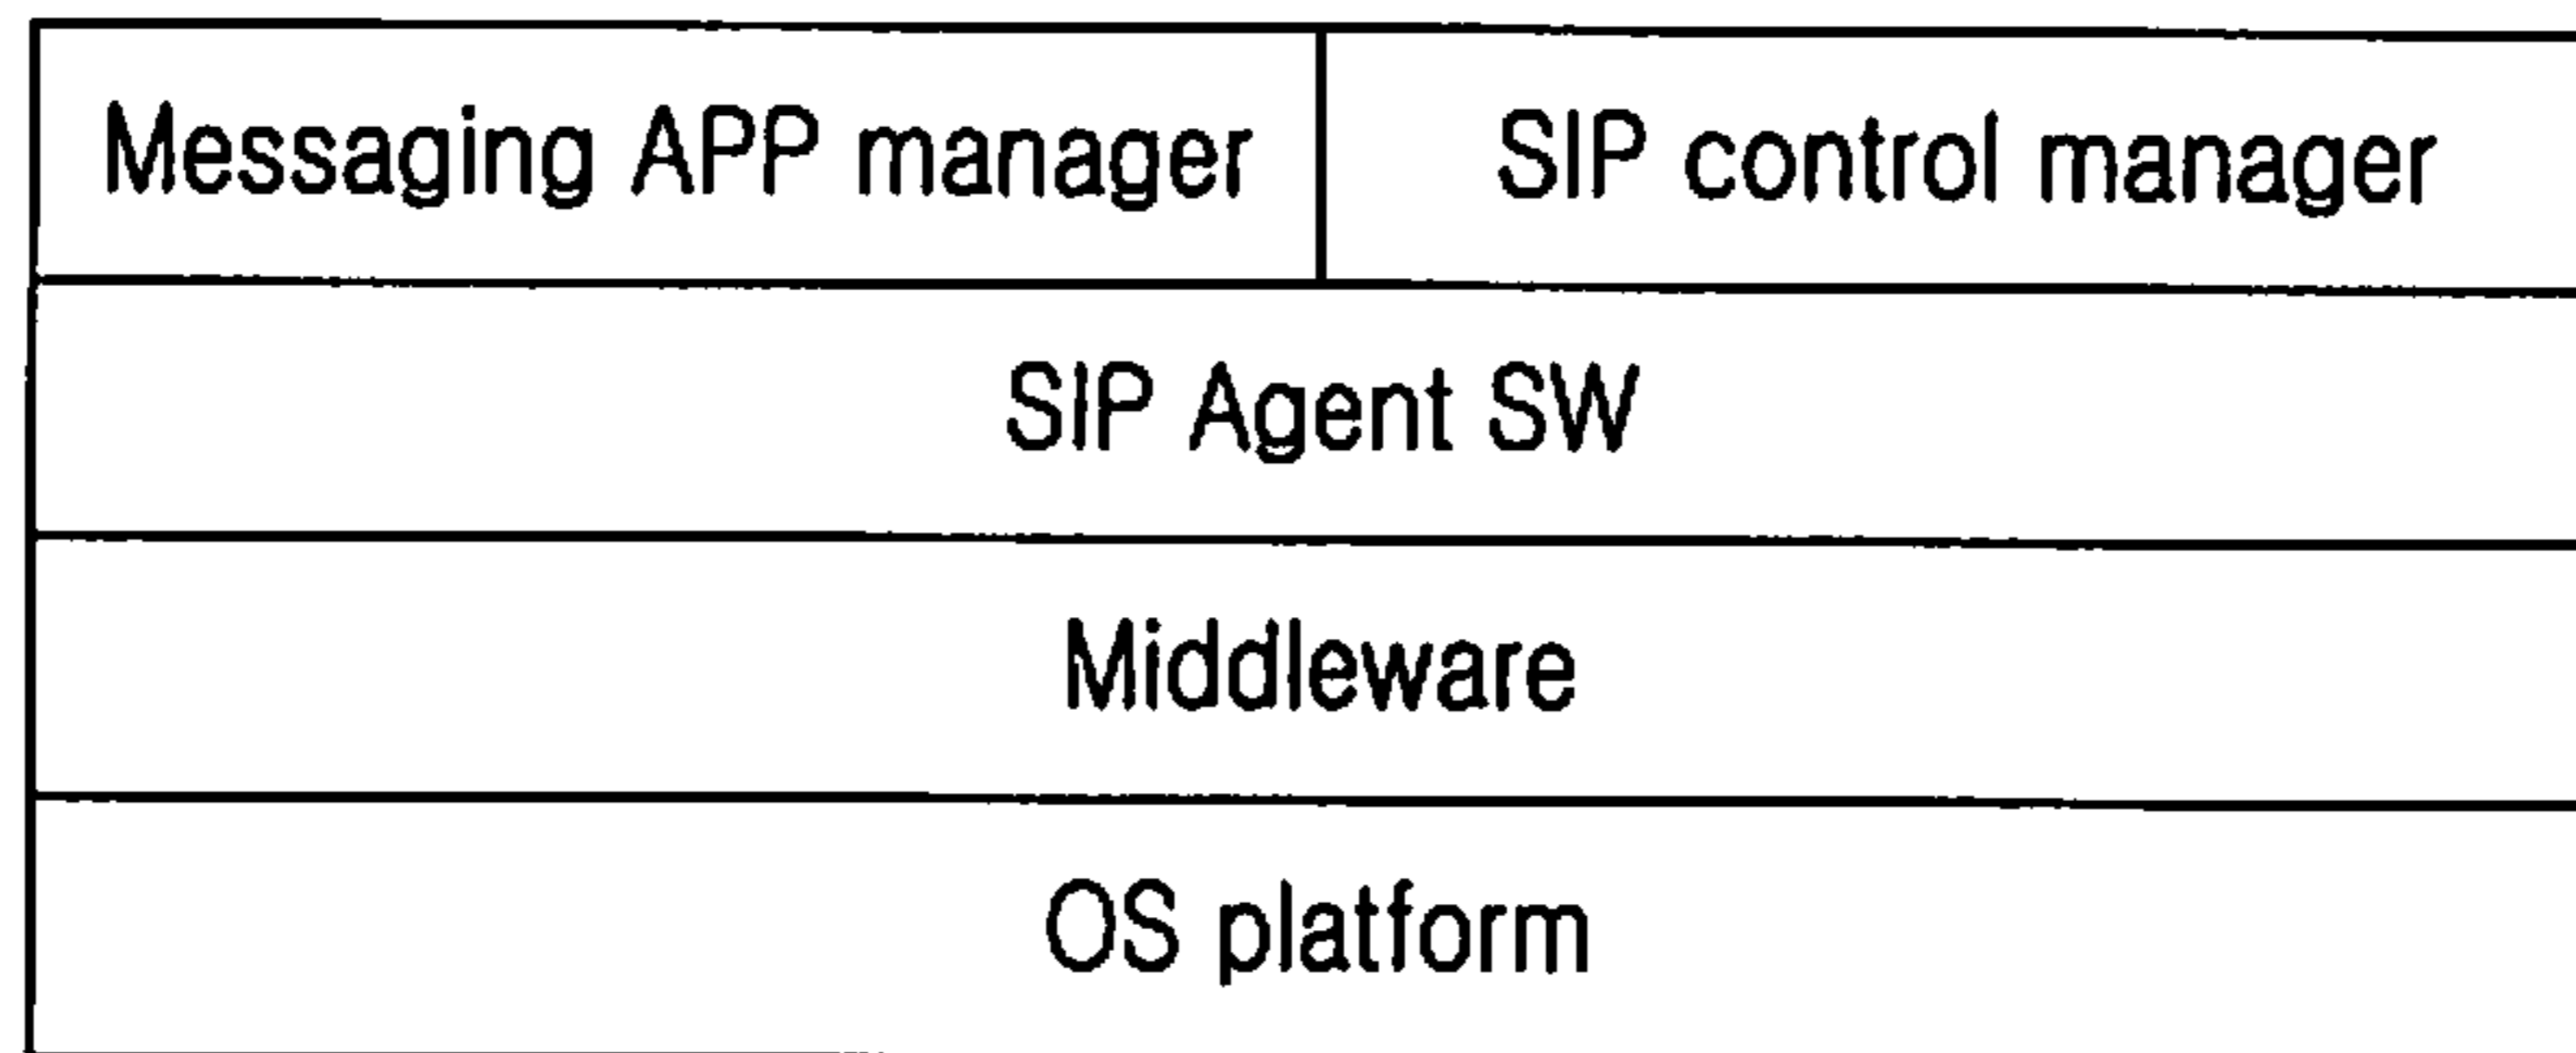 Messaging APP manager
SIP control manager
SIP Agent SW
Middleware
OS platform